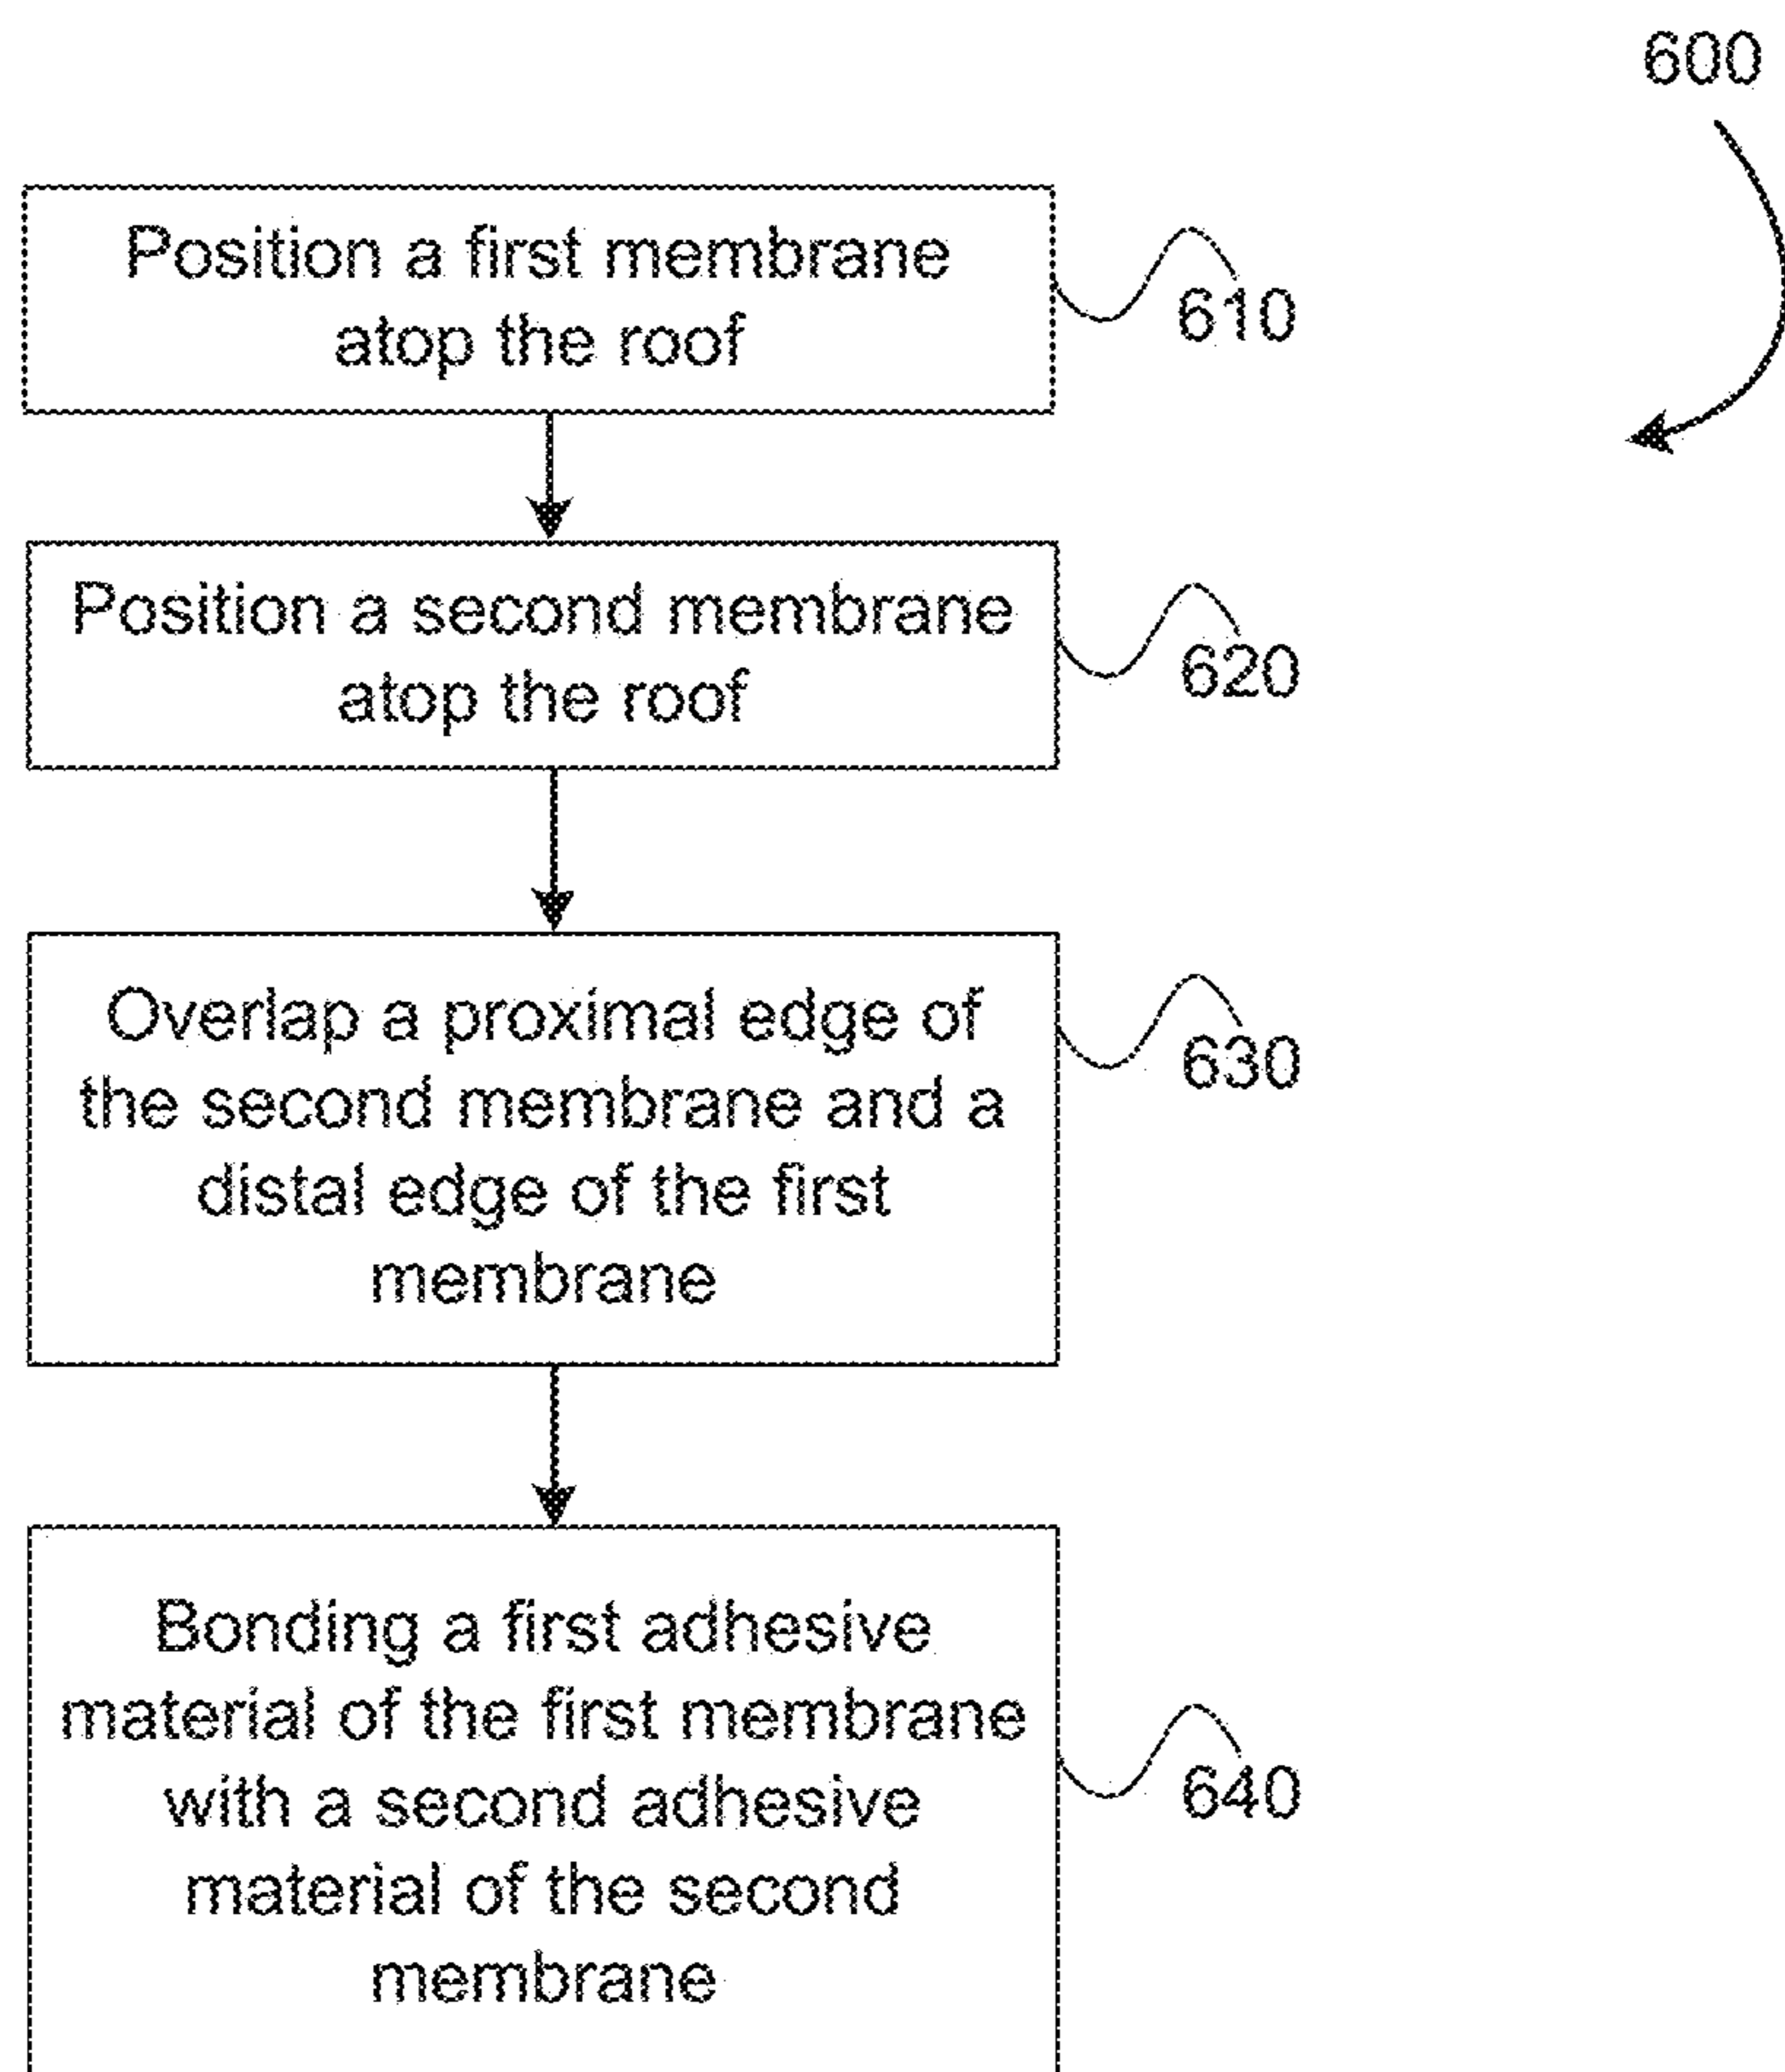 600
Position a first membrane
atop the roof
610
Position a second membrane
atop the roof
620
Overlap a proximal edge of
the second membrane and a
distal edge of the first
membrane
630
Bonding a first adhesive
material of the first membrane
with a second adhesive
material of the second
membrane
640